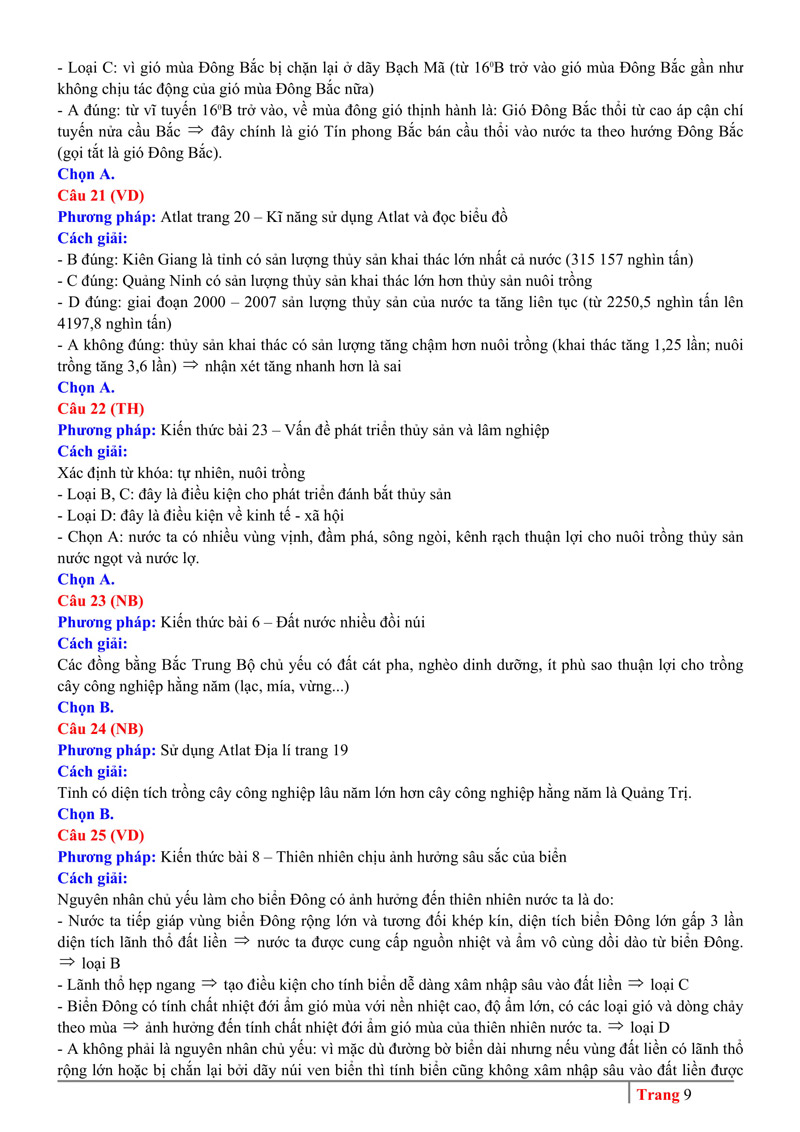 - Loại C: vì gió mùa Đông Bắc bị chặn lại ở dãy Bạch Mã (từ 16⁰B trở vào gió mùa Đông Bắc gần như
không chịu tác động của gió mùa Đông Bắc nữa)
- A đúng: từ vĩ tuyến 16⁰B trở vào, về mùa đông gió thịnh hành là: Gió Đông Bắc thổi từ cao áp cận chí
tuyến nửa cầu Bắc ⇒ đây chính là gió Tín phong Bắc bán cầu thổi vào nước ta theo hướng Đông Bắc
(gọi tắt là gió Đông Bắc).
Chọn A.
Câu 21 (VD)
Phương pháp: Atlat trang 20 – Kĩ năng sử dụng Atlat và đọc biểu đồ
Cách giải:
- B đúng: Kiên Giang là tỉnh có sản lượng thủy sản khai thác lớn nhất cả nước (315 157 nghìn tấn)
- C đúng: Quảng Ninh có sản lượng thủy sản khai thác lớn hơn thủy sản nuôi trồng
- D đúng: giai đoạn 2000 – 2007 sản lượng thủy sản của nước ta tăng liên tục (từ 2250,5 nghìn tấn lên
4197,8 nghìn tấn)
- A không đúng: thủy sản khai thác có sản lượng tăng chậm hơn nuôi trồng (khai thác tăng 1,25 lần; nuôi
trồng tăng 3,6 lần) ⇒ nhận xét tăng nhanh hơn là sai
Chọn A.
Câu 22 (TH)
Phương pháp: Kiến thức bài 23 – Vấn đề phát triển thủy sản và lâm nghiệp
Cách giải:
Xác định từ khóa: tự nhiên, nuôi trồng
- Loại B, C: đây là điều kiện cho phát triển đánh bắt thủy sản
- Loại D: đây là điều kiện về kinh tế - xã hội
- Chọn A: nước ta có nhiều vùng vịnh, đầm phá, sông ngòi, kênh rạch thuận lợi cho nuôi trồng thủy sản
nước ngọt và nước lợ.
Chọn A.
Câu 23 (NB)
Phương pháp: Kiến thức bài 6 – Đất nước nhiều đồi núi
Cách giải:
Các đồng bằng Bắc Trung Bộ chủ yếu có đất cát pha, nghèo dinh dưỡng, ít phù sao thuận lợi cho trồng
cây công nghiệp hằng năm (lạc, mía, vừng...)
Chọn B.
Câu 24 (NB)
Phương pháp: Sử dụng Atlat Địa lí trang 19
Cách giải:
Tỉnh có diện tích trồng cây công nghiệp lâu năm lớn hơn cây công nghiệp hằng năm là Quảng Trị.
Chọn B.
Câu 25 (VD)
Phương pháp: Kiến thức bài 8 – Thiên nhiên chịu ảnh hưởng sâu sắc của biển
Cách giải:
Nguyên nhân chủ yếu làm cho biển Đông có ảnh hưởng đến thiên nhiên nước ta là do:
- Nước ta tiếp giáp vùng biển Đông rộng lớn và tương đối khép kín, diện tích biển Đông lớn gấp 3 lần
diện tích lãnh thổ đất liền ⇒ nước ta được cung cấp nguồn nhiệt và ẩm vô cùng dồi dào từ biển Đông.
⇒ loại B
- Lãnh thổ hẹp ngang ⇒ tạo điều kiện cho tính biển dễ dàng xâm nhập sâu vào đất liền ⇒ loại C
- Biển Đông có tính chất nhiệt đới ẩm gió mùa với nền nhiệt cao, độ ẩm lớn, có các loại gió và dòng chảy
theo mùa ⇒ ảnh hưởng đến tính chất nhiệt đới ẩm gió mùa của thiên nhiên nước ta. ⇒ loại D
- A không phải là nguyên nhân chủ yếu: vì mặc dù đường bờ biển dài nhưng nếu vùng đất liền có lãnh thổ
rộng lớn hoặc bị chắn lại bởi dãy núi ven biển thì tính biển cũng không xâm nhập sâu vào đất liền được
Trang 9